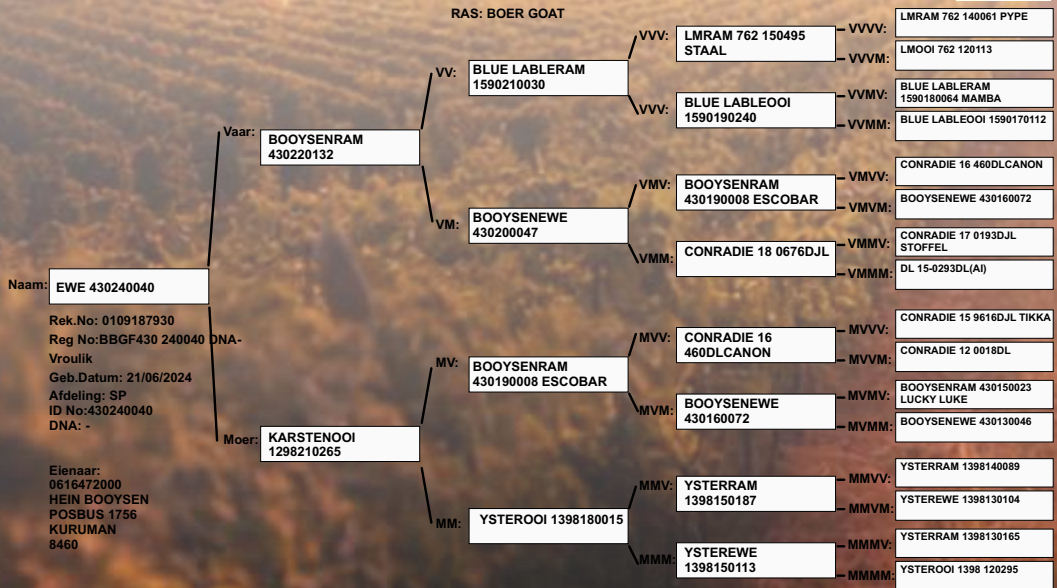 RAS: BOER GOAT
Naam:
EWE 430240040
Rek.No: 0109187930
Reg No:BBGF430 240040 DNA-
Vroulik
Geb.Datum: 21/06/2024
Afdeling: SP
ID No:430240040
DNA: -
Eienaar:
0616472000
HEIN BOOYSEN
POSBUS 1756
KURUMAN
8460
Vaar:
BOOYSENRAM
430220132
Moer:
KARSTENOOI
1298210265
VV:
BLUE LABLERAM
1590210030
VM:
BOOYSENEWE
430200047
MV:
BOOYSENRAM
430190008 ESCOBAR
MM:
YSTEROOI 1398180015
VVV:
LMRAM 762 150495
STAAL
VVV:
BLUE LABLEOOI
1590190240
VMV:
BOOYSENRAM
430190008 ESCOBAR
VMM:
CONRADIE 18 0676DJL
MVV:
CONRADIE 16
460DLCANON
MVM:
BOOYSENEWE
430160072
MMV:
YSTERRAM
1398150187
MMM:
YSTEREWE
1398150113
VVVV:
LMRAM 762 140061 PYPE
VVVM:
LMOOI 762 120113
VVMV:
BLUE LABLERAM
1590180064 MAMBA
VVMM:
BLUE LABLEOOI 1590170112
VMVV:
CONRADIE 16 460DLCANON
VMVM:
BOOYSENEWE 430160072
VMMV:
CONRADIE 17 0193DJL
STOFFEL
VMMM:
DL 15-0293DL(AI)
MVVV:
CONRADIE 15 9616DJL TIKKA
MVVM:
CONRADIE 12 0018DL
MVMV:
BOOYSENRAM 430150023
LUCKY LUKE
MVMM:
BOOYSENEWE 430130046
MMVV:
YSTERRAM 1398140089
MMVM:
YSTEREWE 1398130104
MMMV:
YSTERRAM 1398130165
MMMM:
YSTEROOI 1398 120295